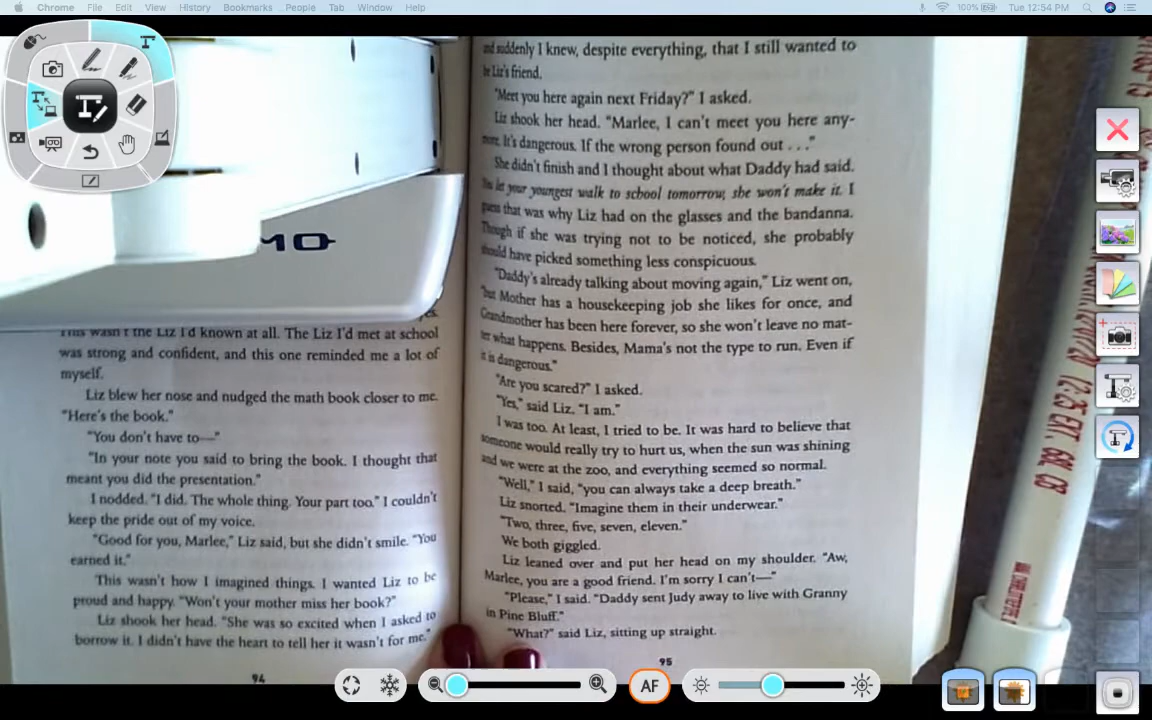 Chrome File Edit View History Bookmarks People Tab Window Help
100% Tue 12:54 PM
MO
This wasn't the Liz I'd known at all. The Liz I'd met at school
was strong and confident, and this one reminded me a lot of
myself.
Liz blew her nose and nudged the math book closer to me.
"Here's the book."
"You don't have to—"
"In your note you said to bring the book. I thought that
meant you did the presentation."
I nodded. "I did. The whole thing. Your part too." I couldn't
keep the pride out of my voice.
"Good for you, Marlee," Liz said, but she didn't smile. "You
earned it."
This wasn't how I imagined things. I wanted Liz to be
proud and happy. "Won't your mother miss her book?"
Liz shook her head. "She was so excited when I asked to
borrow it. I didn't have the heart to tell her it wasn't for me."
94
and suddenly I knew, despite everything, that I still wanted to
be Liz's friend.
"Meet you here again next Friday?" I asked.
Liz shook her head. "Marlee, I can't meet you here any-
more. It's dangerous. If the wrong person found out . . ."
She didn't finish and I thought about what Daddy had said.
You let your youngest walk to school tomorrow, she won't make it. I
guess that was why Liz had on the glasses and the bandanna.
Though if she was trying not to be noticed, she probably
should have picked something less conspicuous.
"Daddy's already talking about moving again," Liz went on,
"but Mother has a housekeeping job she likes for once, and
Grandmother has been here forever, so she won't leave no mat-
ter what happens. Besides, Mama's not the type to run. Even if
it is dangerous."
"Are you scared?" I asked.
"Yes," said Liz. "I am."
I was too. At least, I tried to be. It was hard to believe that
someone would really try to hurt us, when the sun was shining
and we were at the zoo, and everything seemed so normal.
"Well," I said, "you can always take a deep breath."
Liz snorted. "Imagine them in their underwear."
"Two, three, five, seven, eleven."
We both giggled.
Liz leaned over and put her head on my shoulder. "Aw,
Marlee, you are a good friend. I'm sorry I can't—"
"Please," I said. "Daddy sent Judy away to live with Granny
in Pine Bluff."
"What?" said Liz, sitting up straight.
95
AF